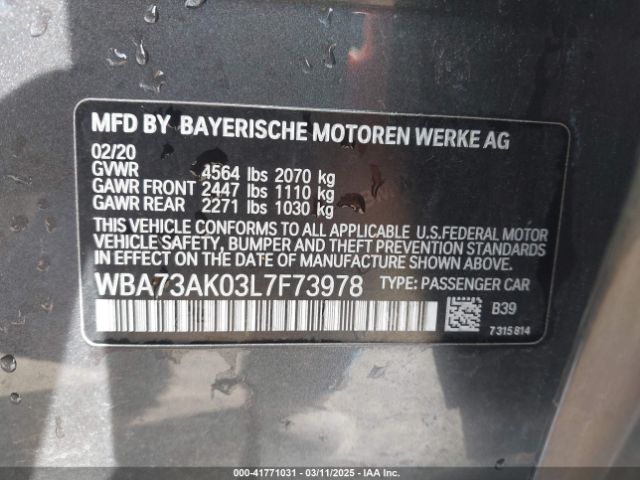 MFD BY BAYERISCHE MOTOREN WERKE AG
02/20
GVWR 4564 lbs 2070 kg
GAWR FRONT 2447 lbs 1110 kg
GAWR REAR 2271 lbs 1030 kg
THIS VEHICLE CONFORMS TO ALL APPLICABLE U.S.FEDERAL MOTOR
VEHICLE SAFETY, BUMPER AND THEFT PREVENTION STANDARDS
IN EFFECT ON THE DATE OF MANUFACTURE SHOWN ABOVE.
WBA73AK03L7F73978 TYPE: PASSENGER CAR
B39
7315814
000-41771031 - 03/11/2025 - IAA Inc.